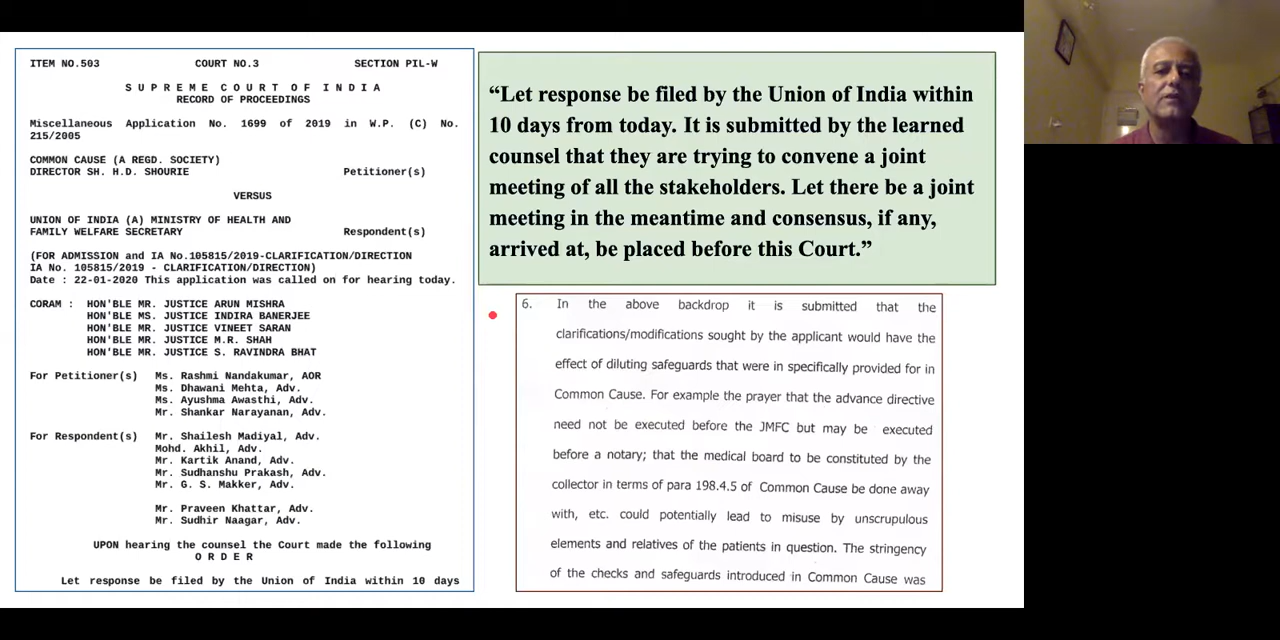 ITEM NO.503 COURT NO.3 SECTION PIL-W
S U P R E M E C O U R T O F I N D I A
RECORD OF PROCEEDINGS
Miscellaneous Application No. 1699 of 2019 in W.P. (C) No.
215/2005
COMMON CAUSE (A REGD. SOCIETY)
DIRECTOR SH. H.D. SHOURIE Petitioner(s)
VERSUS
UNION OF INDIA (A) MINISTRY OF HEALTH AND
FAMILY WELFARE SECRETARY Respondent(s)
(FOR ADMISSION and IA No.105815/2019-CLARIFICATION/DIRECTION
IA No. 105815/2019 - CLARIFICATION/DIRECTION)
Date : 22-01-2020 This application was called on for hearing today.
CORAM : HON'BLE MR. JUSTICE ARUN MISHRA
HON'BLE MS. JUSTICE INDIRA BANERJEE
HON'BLE MR. JUSTICE VINEET SARAN
HON'BLE MR. JUSTICE M.R. SHAH
HON'BLE MR. JUSTICE S. RAVINDRA BHAT
For Petitioner(s) Ms. Rashmi Nandakumar, AOR
Ms. Dhawani Mehta, Adv.
Ms. Ayushma Awasthi, Adv.
Mr. Shankar Narayanan, Adv.
For Respondent(s) Mr. Shailesh Madiyal, Adv.
Mohd. Akhil, Adv.
Mr. Kartik Anand, Adv.
Mr. Sudhanshu Prakash, Adv.
Mr. G. S. Makker, Adv.
Mr. Praveen Khattar, Adv.
Mr. Sudhir Naagar, Adv.
UPON hearing the counsel the Court made the following
O R D E R
Let response be filed by the Union of India within 10 days
“Let response be filed by the Union of India within
10 days from today. It is submitted by the learned
counsel that they are trying to convene a joint
meeting of all the stakeholders. Let there be a joint
meeting in the meantime and consensus, if any,
arrived at, be placed before this Court.”
6. In the above backdrop it is submitted that the
clarifications/modifications sought by the applicant would have the
effect of diluting safeguards that were in specifically provided for in
Common Cause. For example the prayer that the advance directive
need not be executed before the JMFC but may be executed
before a notary; that the medical board to be constituted by the
collector in terms of para 198.4.5 of Common Cause be done away
with, etc. could potentially lead to misuse by unscrupulous
elements and relatives of the patients in question. The stringency
of the checks and safeguards introduced in Common Cause was